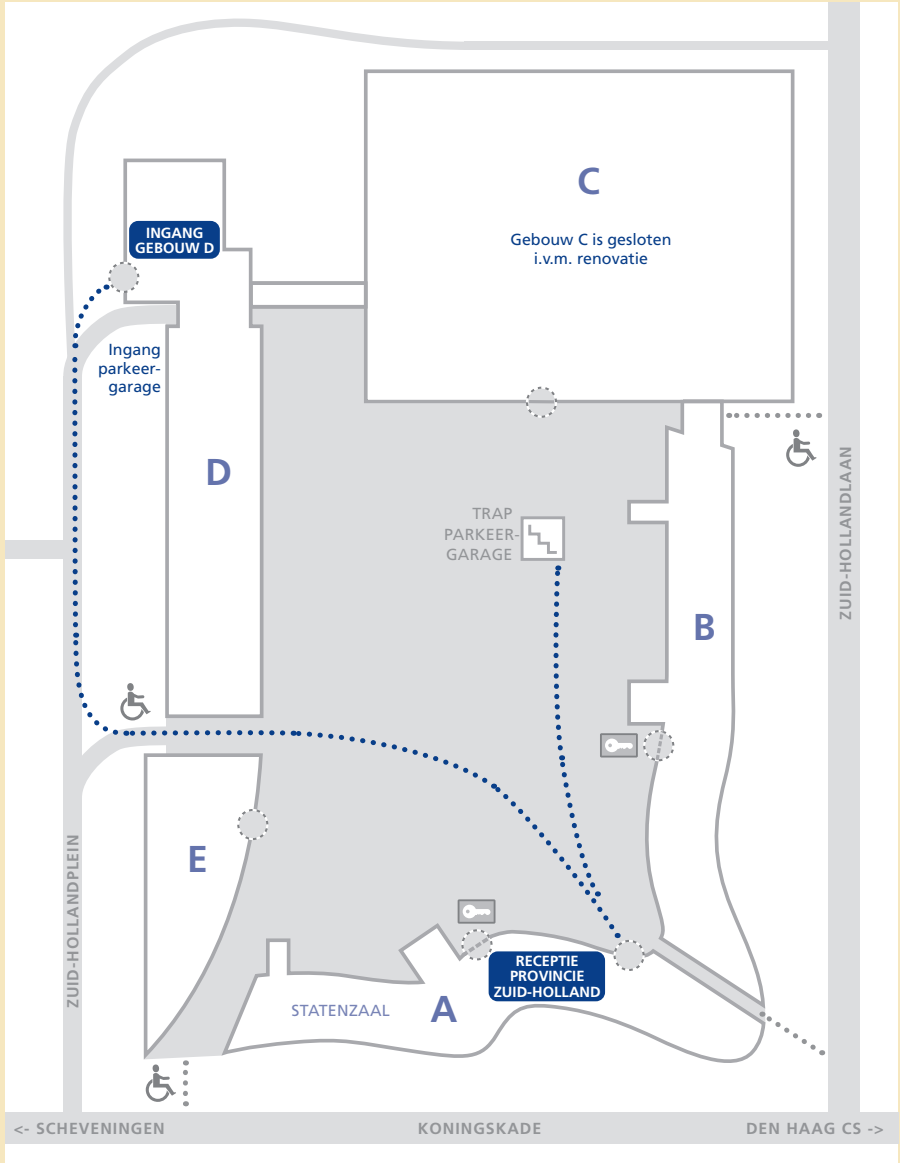 C
Gebouw C is gesloten
i.v.m. renovatie
INGANG
GEBOUW D
Ingang
parkeer-
garage
D
TRAP
PARKEER-
GARAGE
B
ZUID-HOLLANDLAAN
E
ZUID-HOLLANDPLEIN
RECEPTIE
PROVINCIE
ZUID-HOLLAND
STATENZAAL
A
<- SCHEVENINGEN
KONINGSKADE
DEN HAAG CS ->